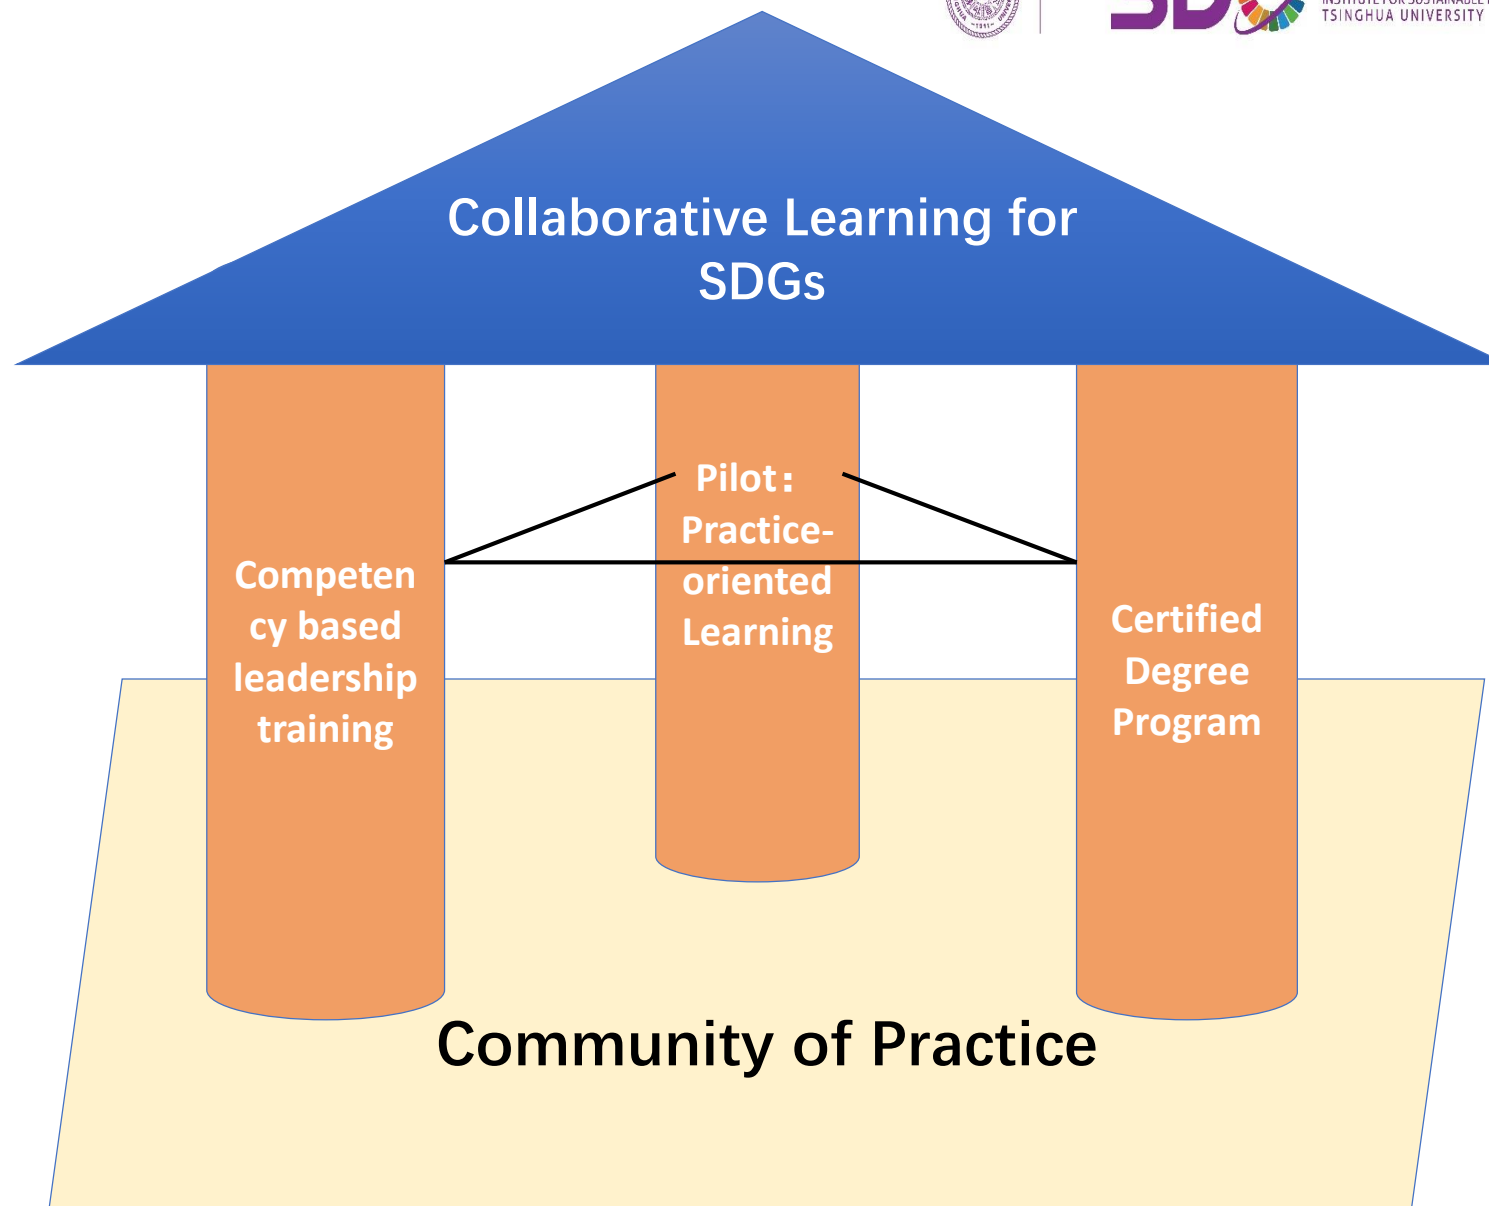 TSINGHUA UNIVERSITY
Collaborative Learning for
SDGs
Pilot：
Practice-
oriented
Learning
Competen
cy based
leadership
training
Certified
Degree
Program
Community of Practice